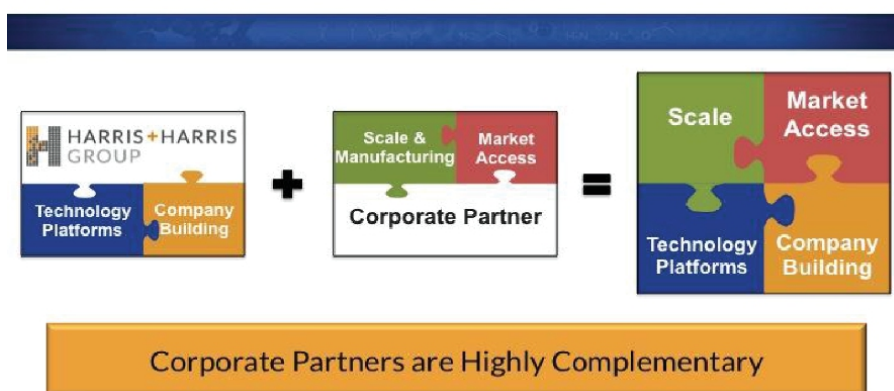 HARRIS+HARRIS
GROUP
Technology
Platforms
Company
Building
+
Scale &
Manufacturing
Market
Access
Corporate Partner
=
Scale
Market
Access
Technology
Platforms
Company
Building
Corporate Partners are Highly Complementary